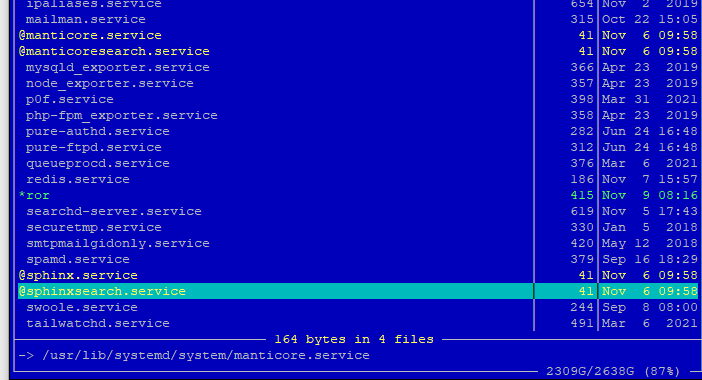 ipaliases.service 654 Nov 2 2019
mailman.service 315 Oct 22 15:05
@manticore.service 41 Nov 6 09:58
@manticoresearch.service 41 Nov 6 09:58
mysqld_exporter.service 366 Apr 23 2019
node_exporter.service 357 Apr 23 2019
p0f.service 398 Mar 31 2021
php-fpm_exporter.service 358 Apr 23 2019
pure-authd.service 282 Jun 24 16:48
pure-ftpd.service 312 Jun 24 16:48
queueprocd.service 376 Mar 6 2021
redis.service 186 Nov 7 15:57
*ror 415 Nov 9 08:16
searchd-server.service 619 Nov 5 17:43
securetmp.service 330 Jan 5 2018
smtpmailgidonly.service 420 May 12 2018
spamd.service 379 Sep 16 18:29
@sphinx.service 41 Nov 6 09:58
@sphinxsearch.service 41 Nov 6 09:58
swoole.service 244 Sep 8 08:00
tailwatchd.service 491 Mar 6 2021
164 bytes in 4 files
-> /usr/lib/systemd/system/manticore.service
2309G/2638G (87%)